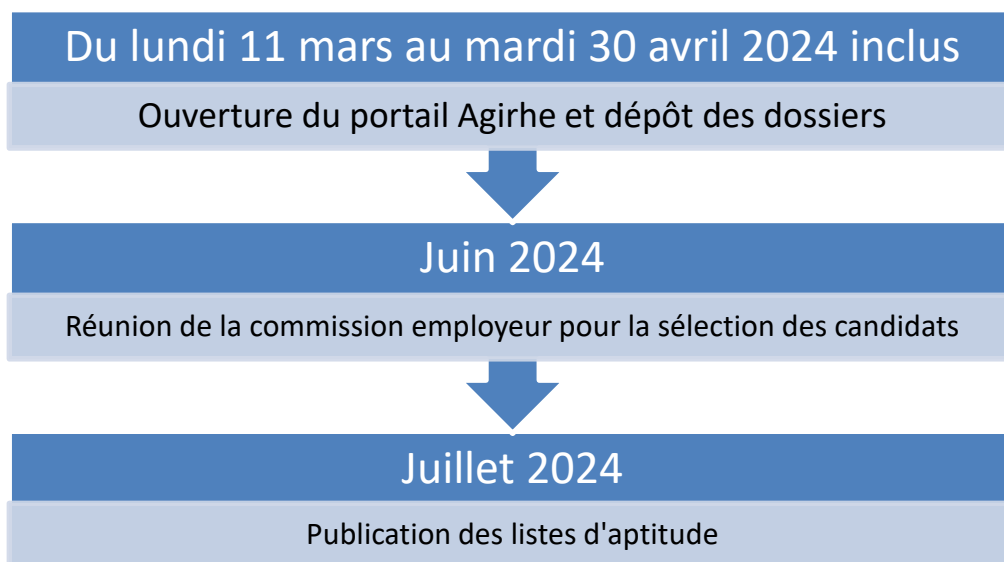 Du lundi 11 mars au mardi 30 avril 2024 inclus
Ouverture du portail Agirhe et dépôt des dossiers
Juin 2024
Réunion de la commission employeur pour la sélection des candidats
Juillet 2024
Publication des listes d'aptitude